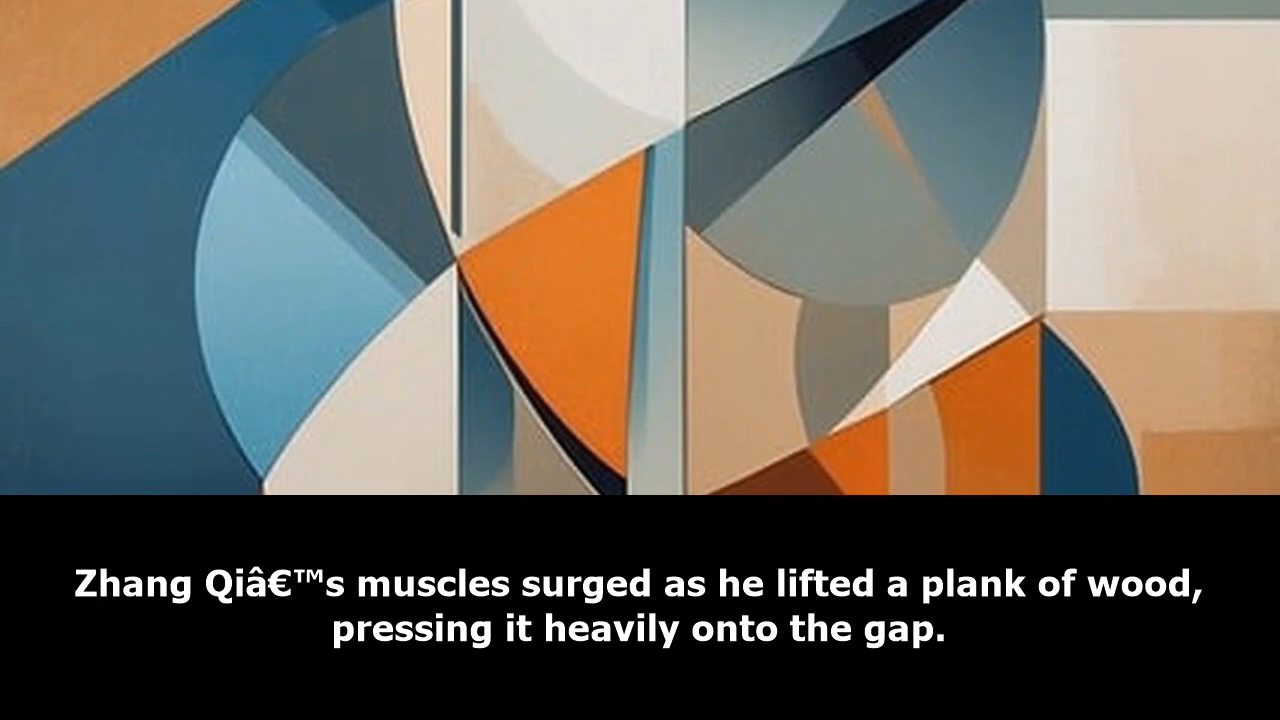 Zhang Qiâ€™s muscles surged as he lifted a plank of wood,
pressing it heavily onto the gap.